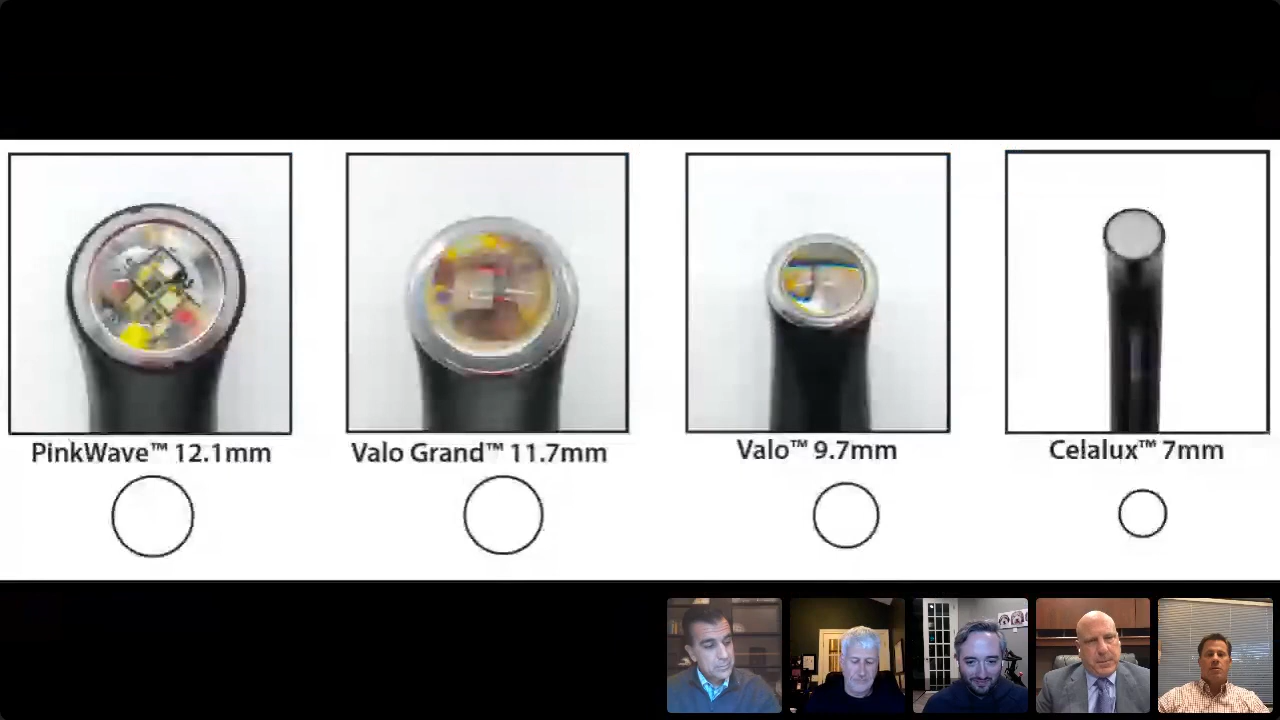 PinkWave™ 12.1mm
Valo Grand™ 11.7mm
Valo™ 9.7mm
Celalux™ 7mm